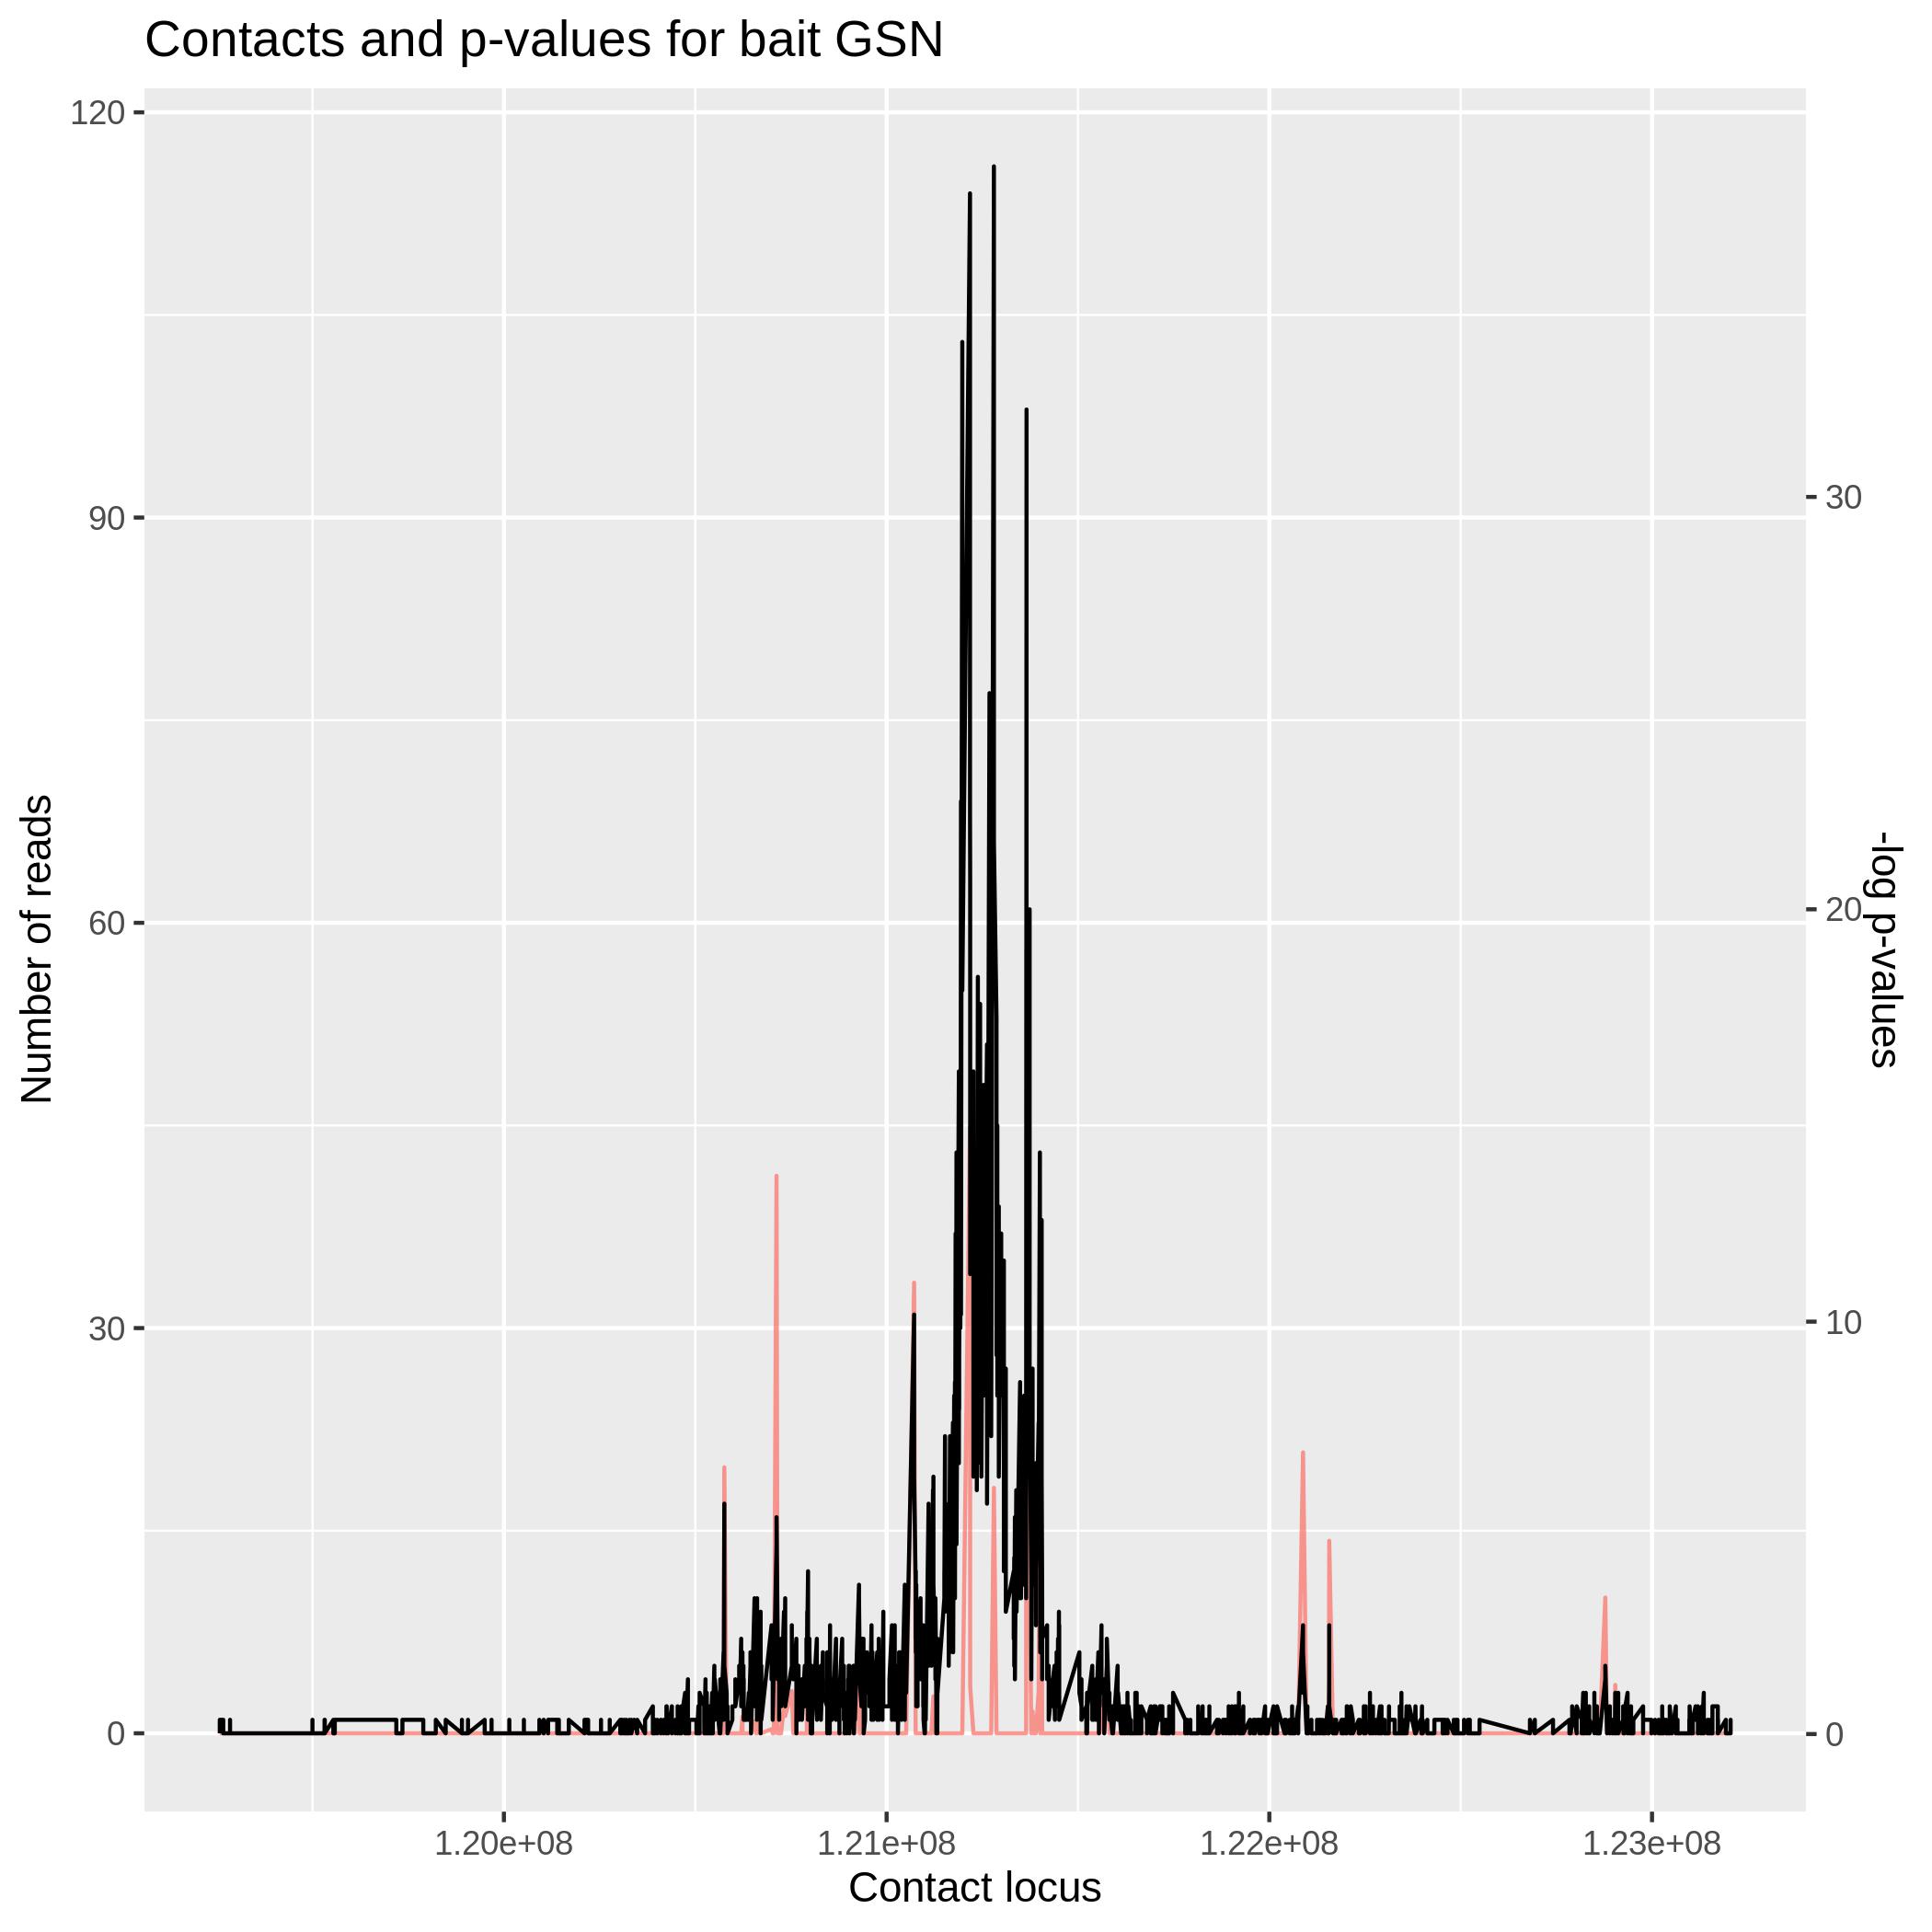 Contacts and p-values for bait GSN
120
90
60
30
0
Number of reads
30
20
10
0
-log p-values
1.20e+08
1.21e+08
1.22e+08
1.23e+08
Contact locus